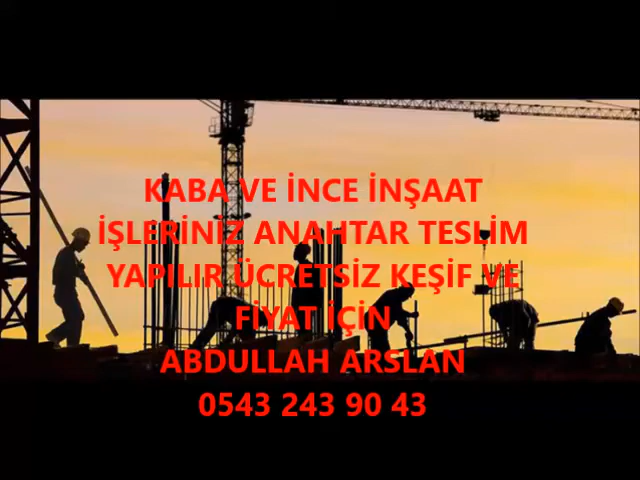 KABA VE İNCE İNŞAAT
İŞLERİNİZ ANAHTAR TESLİM
YAPILIR ÜCRETSİZ KEŞİF VE
FİYAT İÇİN
ABDULLAH ARSLAN
0543 243 90 43